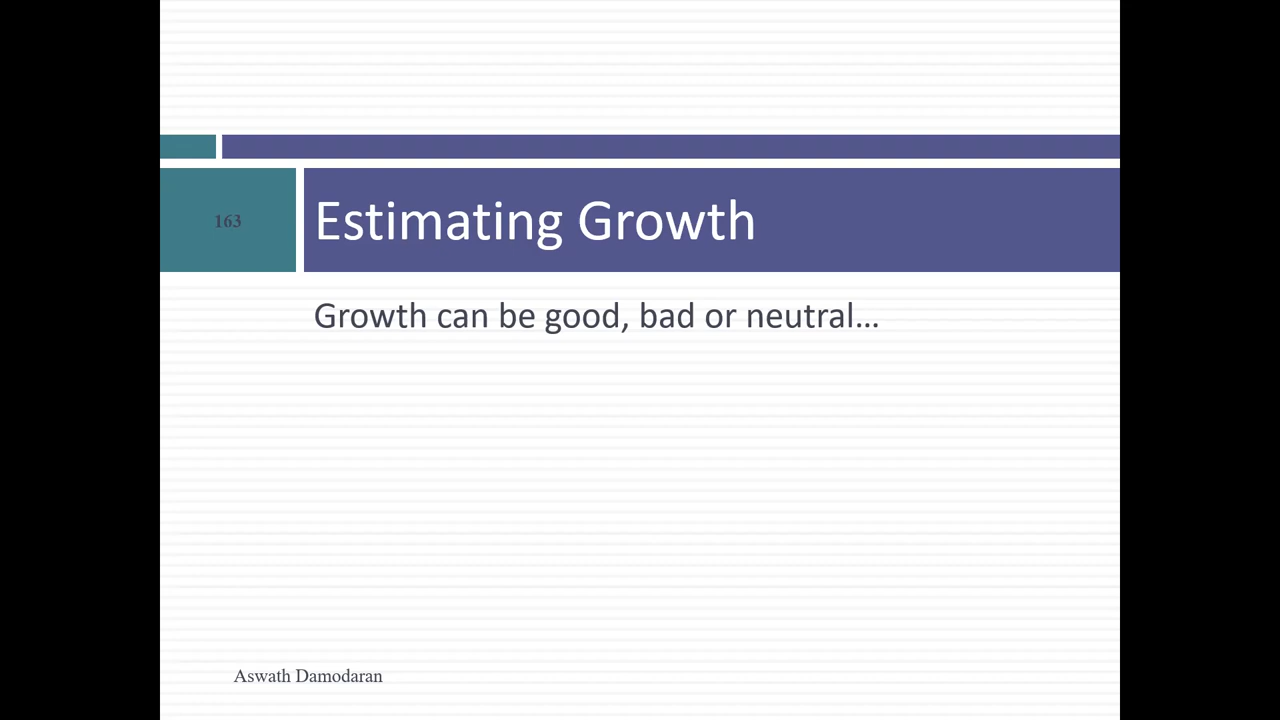 163
Estimating Growth
Growth can be good, bad or neutral…
Aswath Damodaran